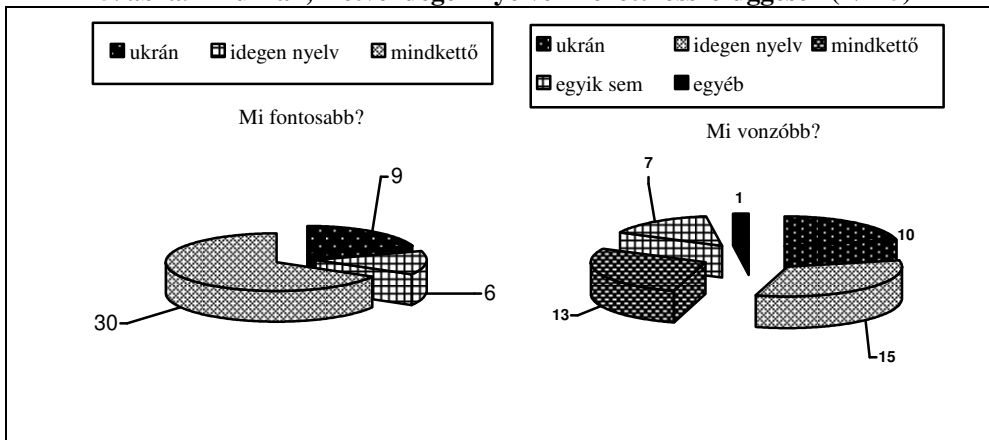 ukrán idegen nyelv mindkettő
Mi fontosabb?
9
6
30
ukrán idegen nyelv mindkettő
egyik sem egyéb
Mi vonzóbb?
7
1
10
13
15